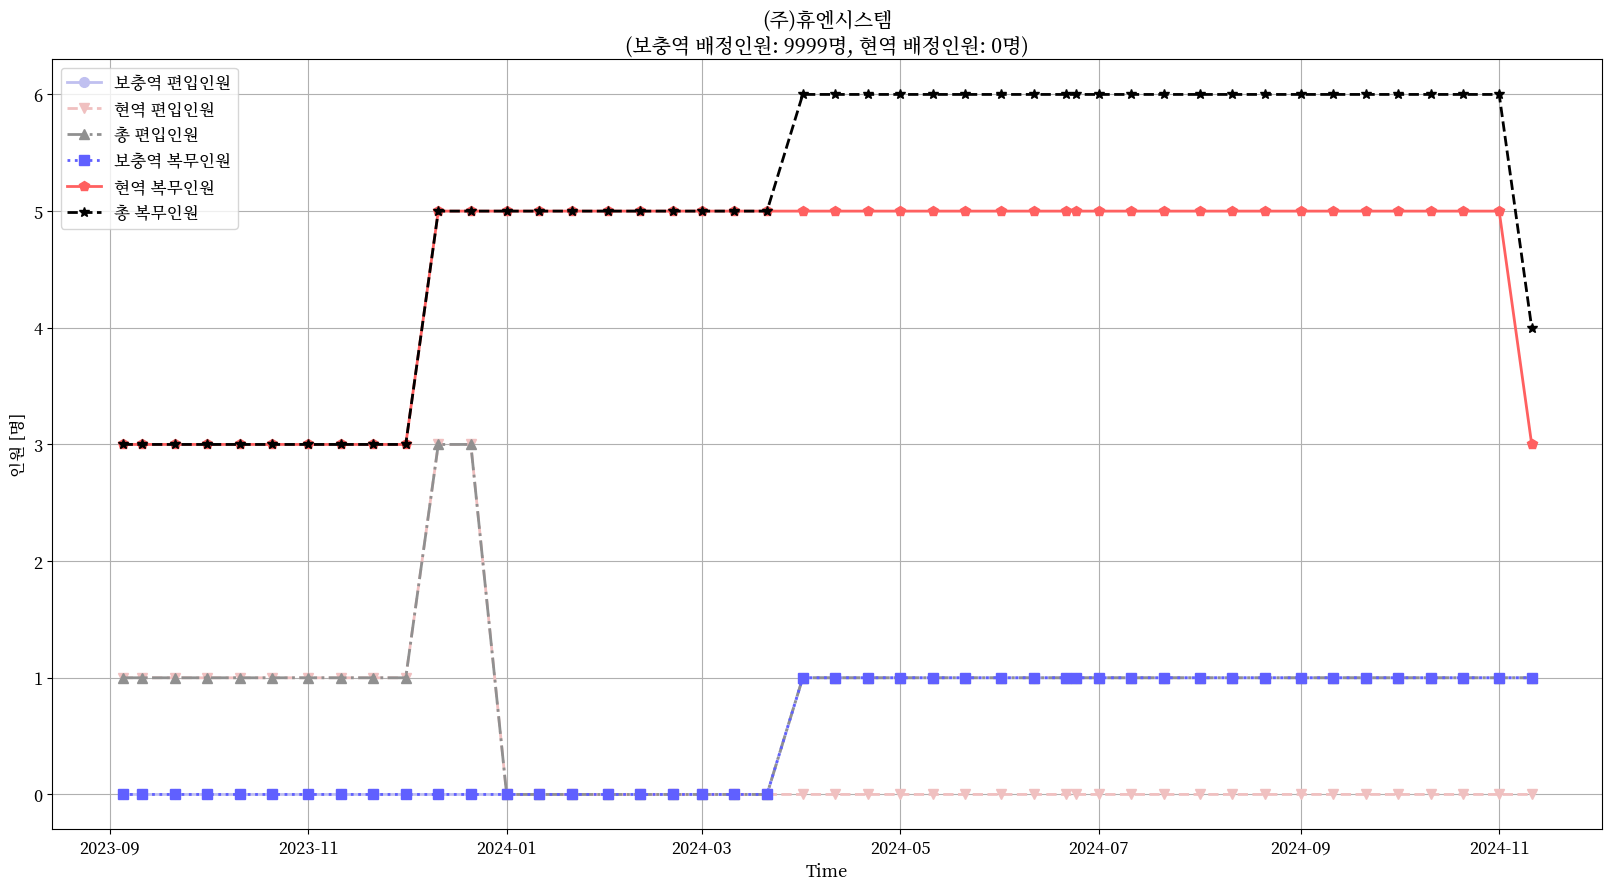 (주)휴엔시스템
(보충역 배정인원: 9999명, 현역 배정인원: 0명)
보충역 편입인원
현역 편입인원
총 편입인원
보충역 복무인원
현역 복무인원
총 복무인원
인원 [명]
6
5
4
3
2
1
0
2023-09
2023-11
2024-01
2024-03
2024-05
2024-07
2024-09
2024-11
Time